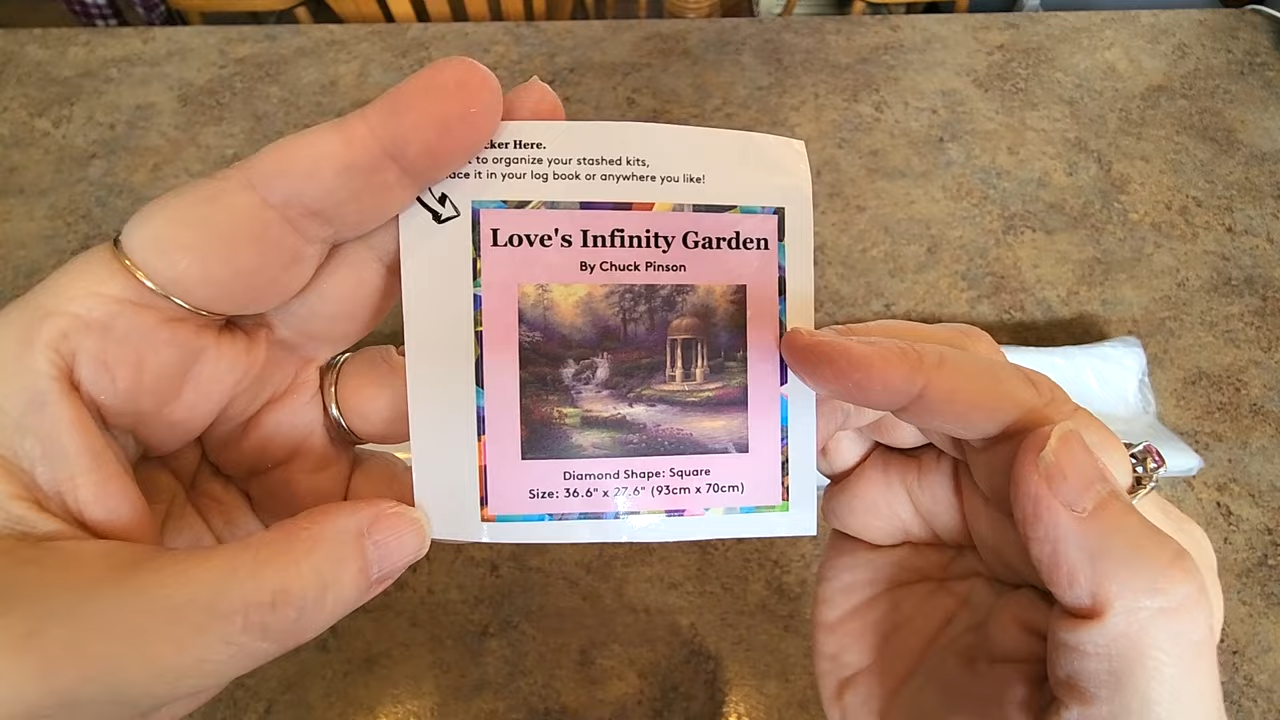 Here.
to organize your stashed kits,
it in your log book or anywhere you like!
Love's Infinity Garden
By Chuck Pinson
Diamond Shape: Square
Size: 36.6" x 27.6" (93cm x 70cm)